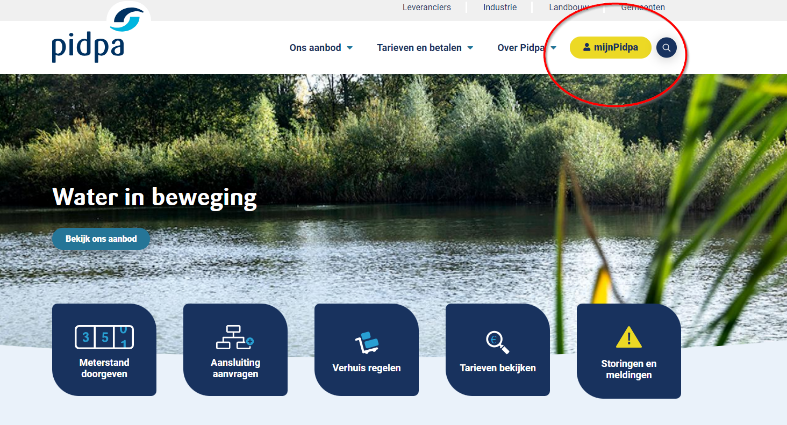 Leveranciers Industrie Landbouw Gemeenten
pidpa
Ons aanbod Tarieven en betalen Over Pidpa mijnPidpa
Water in beweging
Bekijk ons aanbod
3 5 0 1
Meterstand
doorgeven
Aansluiting
aanvragen
Verhuis regelen
€
Tarieven bekijken
Storingen en
meldingen